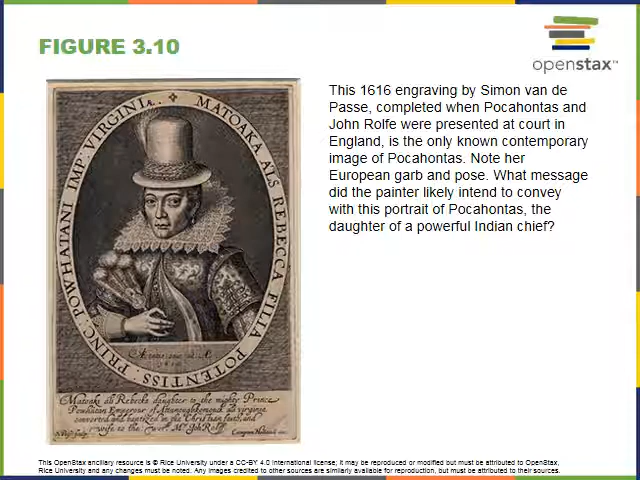 FIGURE 3.10
openstax™
This 1616 engraving by Simon van de
Passe, completed when Pocahontas and
John Rolfe were presented at court in
England, is the only known contemporary
image of Pocahontas. Note her
European garb and pose. What message
did the painter likely intend to convey
with this portrait of Pocahontas, the
daughter of a powerful Indian chief?
MATOAKA ALS REBECCA FILIA POTENTISS : PRINC : POWHATANI IMP : VIRGINIÆ .
Matoaks als Rebecka daughter to the mighty Prince
Powhatan Emperour of Attanoughkomouck als virginia
converted and baptized in the Christian faith, and
wife to the Mr. Joh Rolff.
This OpenStax ancillary resource is © Rice University under a CC-BY 4.0 International license; it may be reproduced or modified but must be attributed to OpenStax,
Rice University and any changes must be noted. Any images credited to other sources are similarly available for reproduction, but must be attributed to their sources.